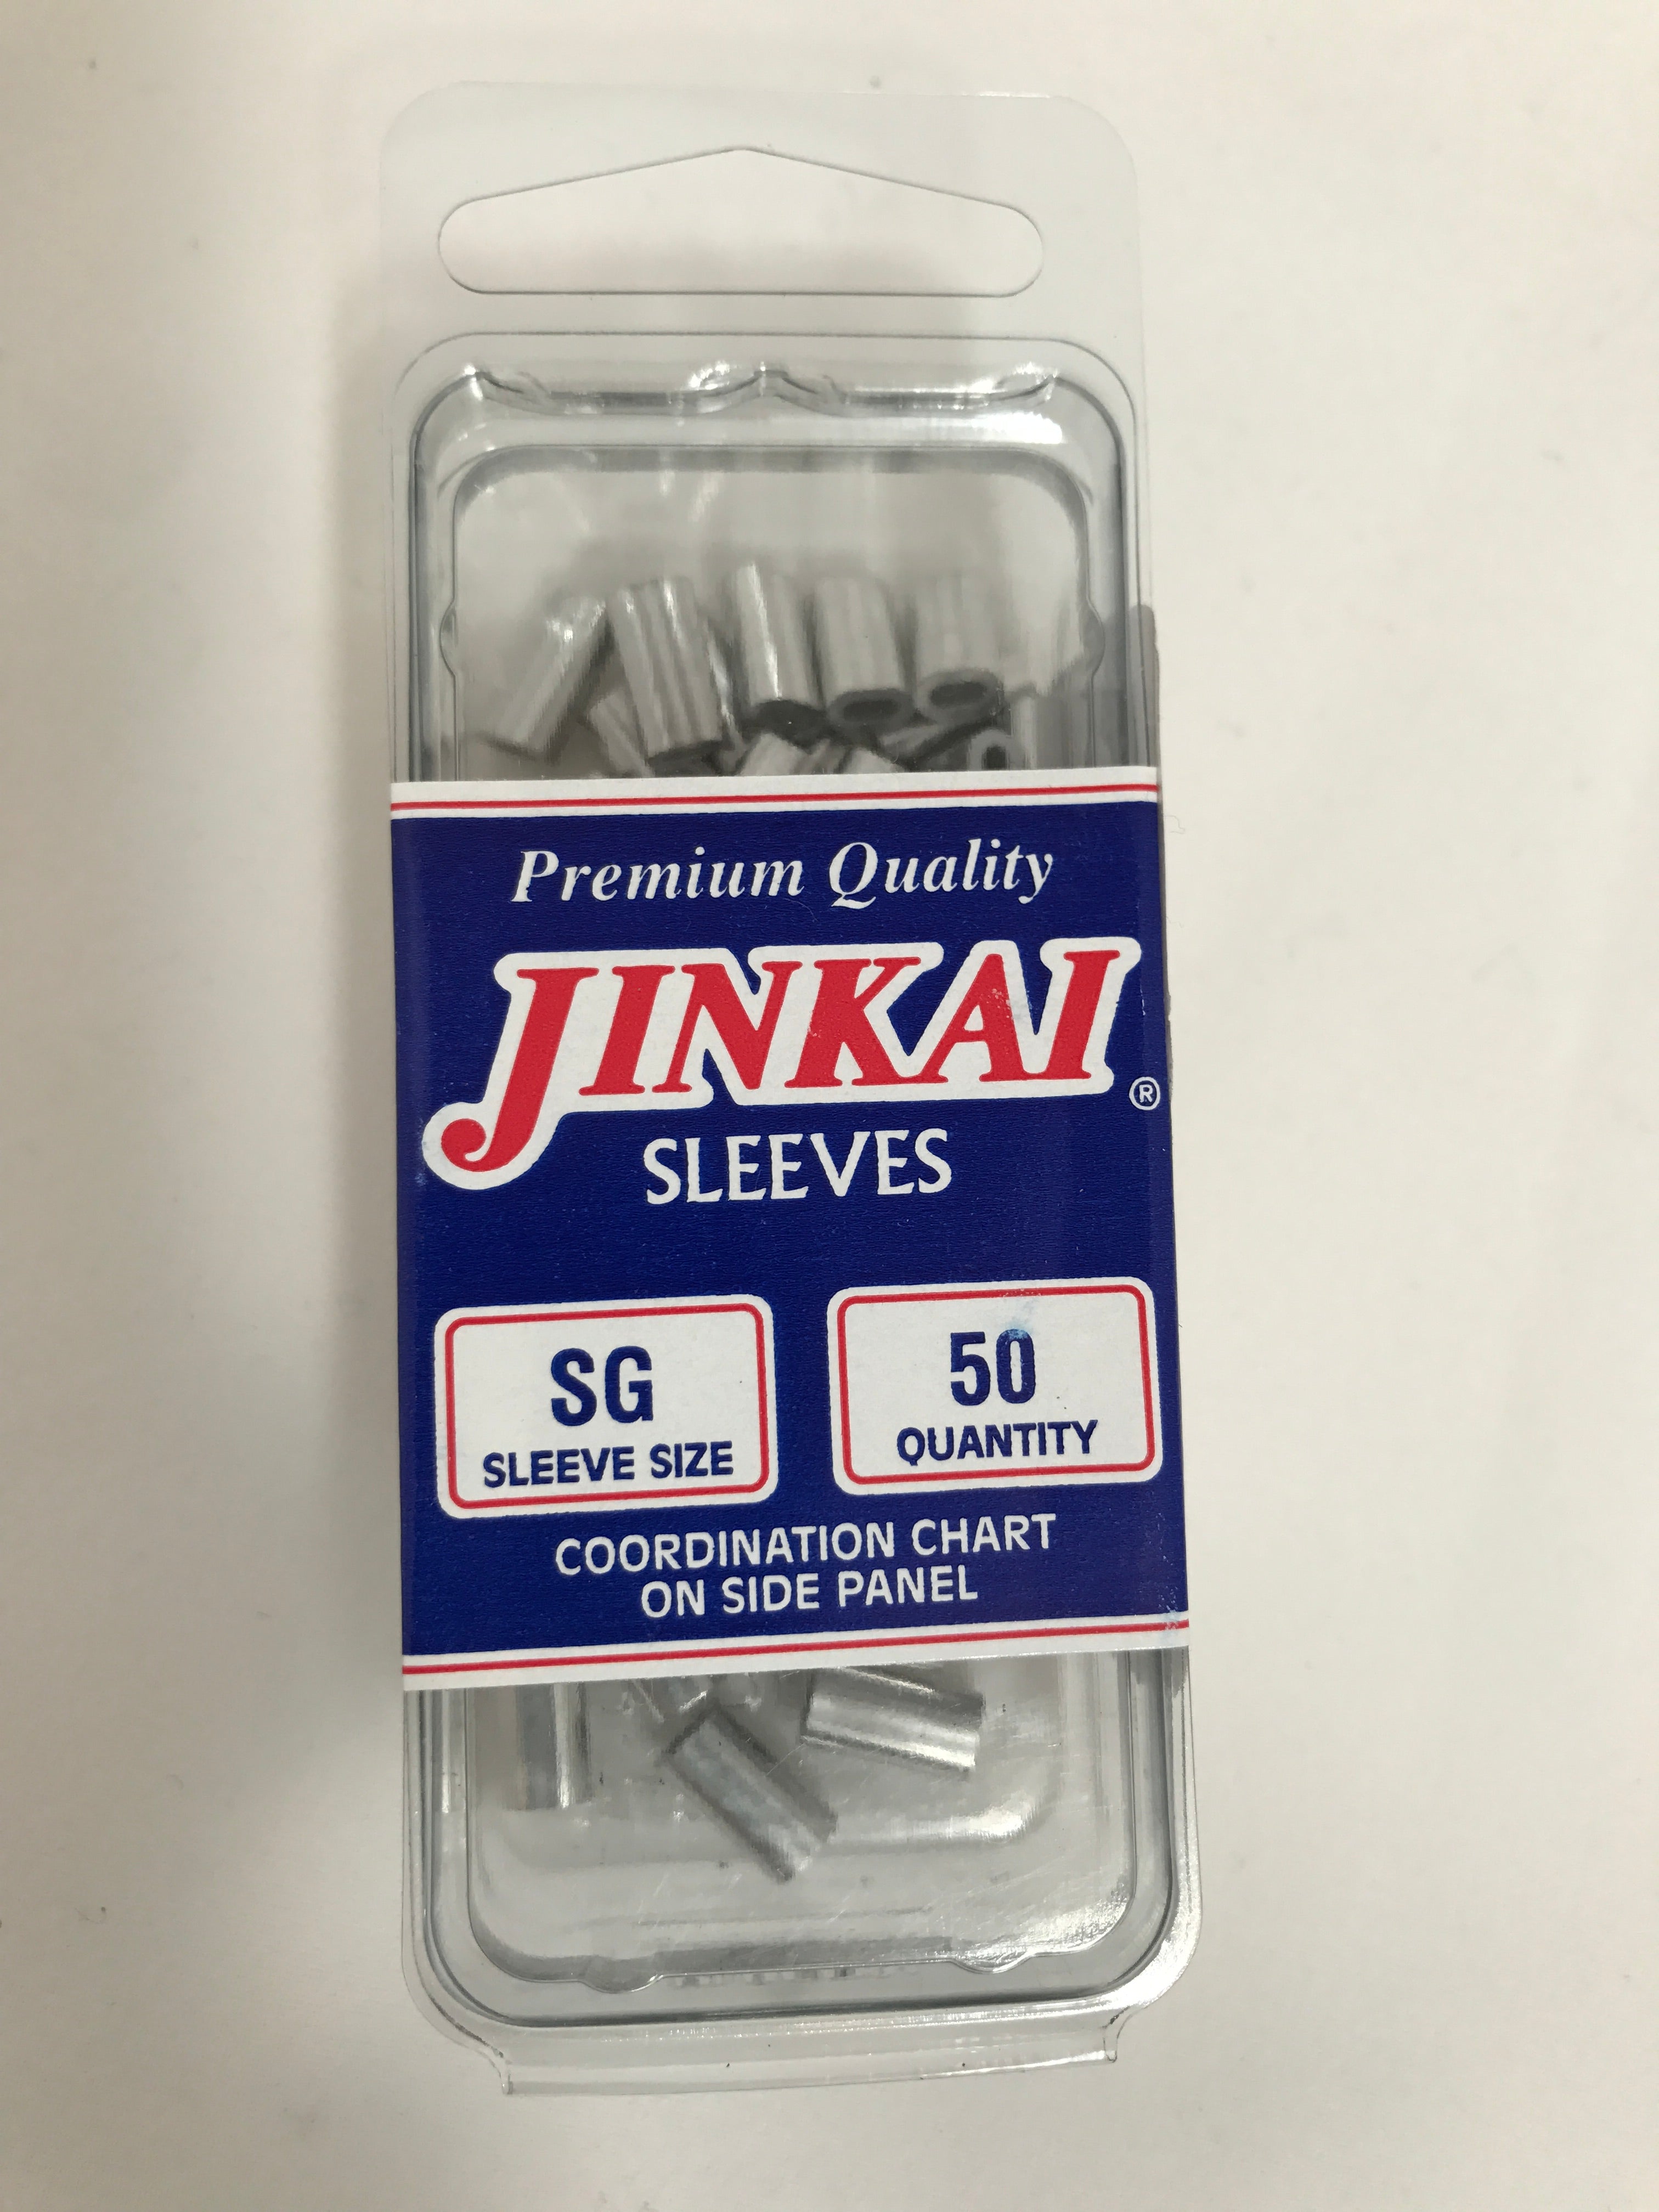 Premium Quality
JINKAI®
SLEEVES
SG
SLEEVE SIZE
50
QUANTITY
COORDINATION CHART
ON SIDE PANEL